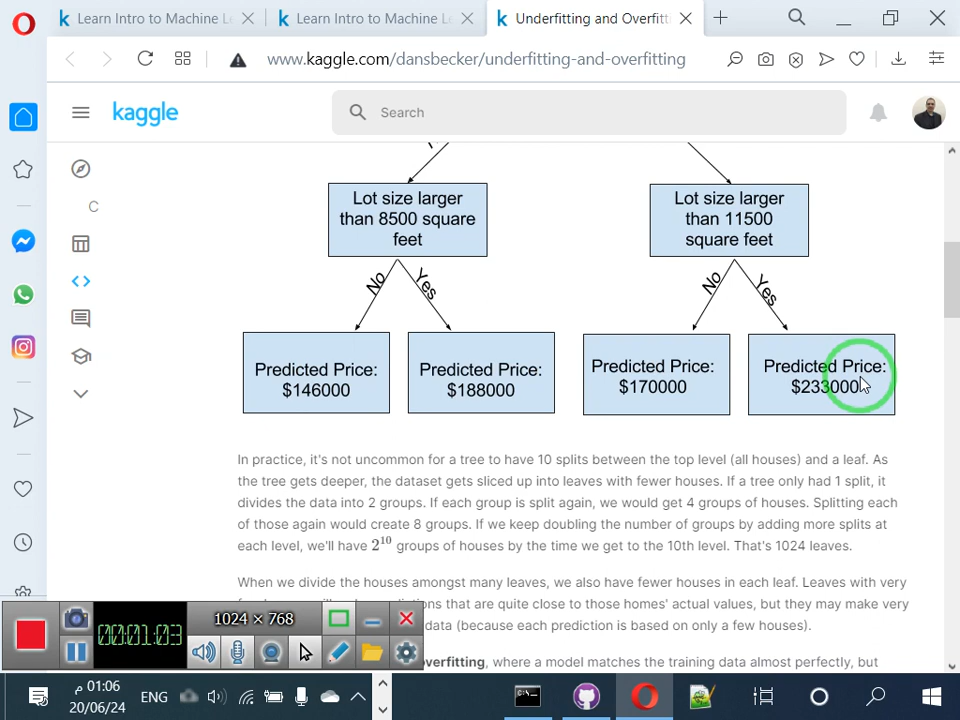 Learn Intro to Machine Le
Learn Intro to Machine Le
Underfitting and Overfitti
www.kaggle.com/dansbecker/underfitting-and-overfitting
kaggle
Search
C
Lot size larger
than 8500 square
feet
Lot size larger
than 11500
square feet
No
Yes
No
Yes
Predicted Price:
$146000
Predicted Price:
$188000
Predicted Price:
$170000
Predicted Price:
$233000
In practice, it's not uncommon for a tree to have 10 splits between the top level (all houses) and a leaf. As
the tree gets deeper, the dataset gets sliced up into leaves with fewer houses. If a tree only had 1 split, it
divides the data into 2 groups. If each group is split again, we would get 4 groups of houses. Splitting each
of those again would create 8 groups. If we keep doubling the number of groups by adding more splits at
each level, we'll have 2¹⁰ groups of houses by the time we get to the 10th level. That's 1024 leaves.
When we divide the houses amongst many leaves, we also have fewer houses in each leaf. Leaves with very
that are quite close to those homes' actual values, but they may make very
data (because each prediction is based on only a few houses).
overfitting, where a model matches the training data almost perfectly, but
00:01:03
1024 × 768
01:06 م
20/06/24
ENG